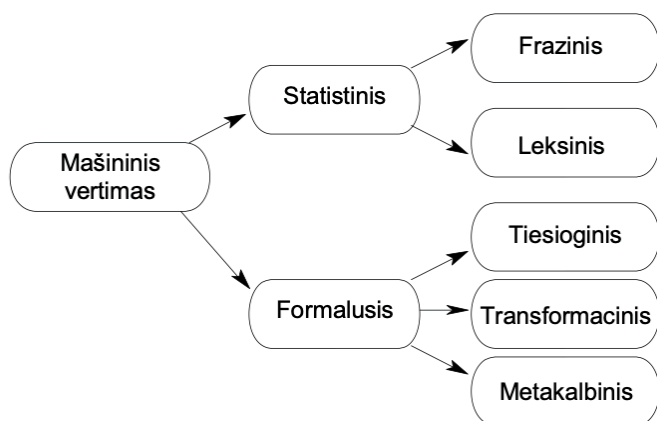 Mašininis
vertimas
Statistinis
Frazinis
Leksinis
Formalusis
Tiesioginis
Transformacinis
Metakalbinis